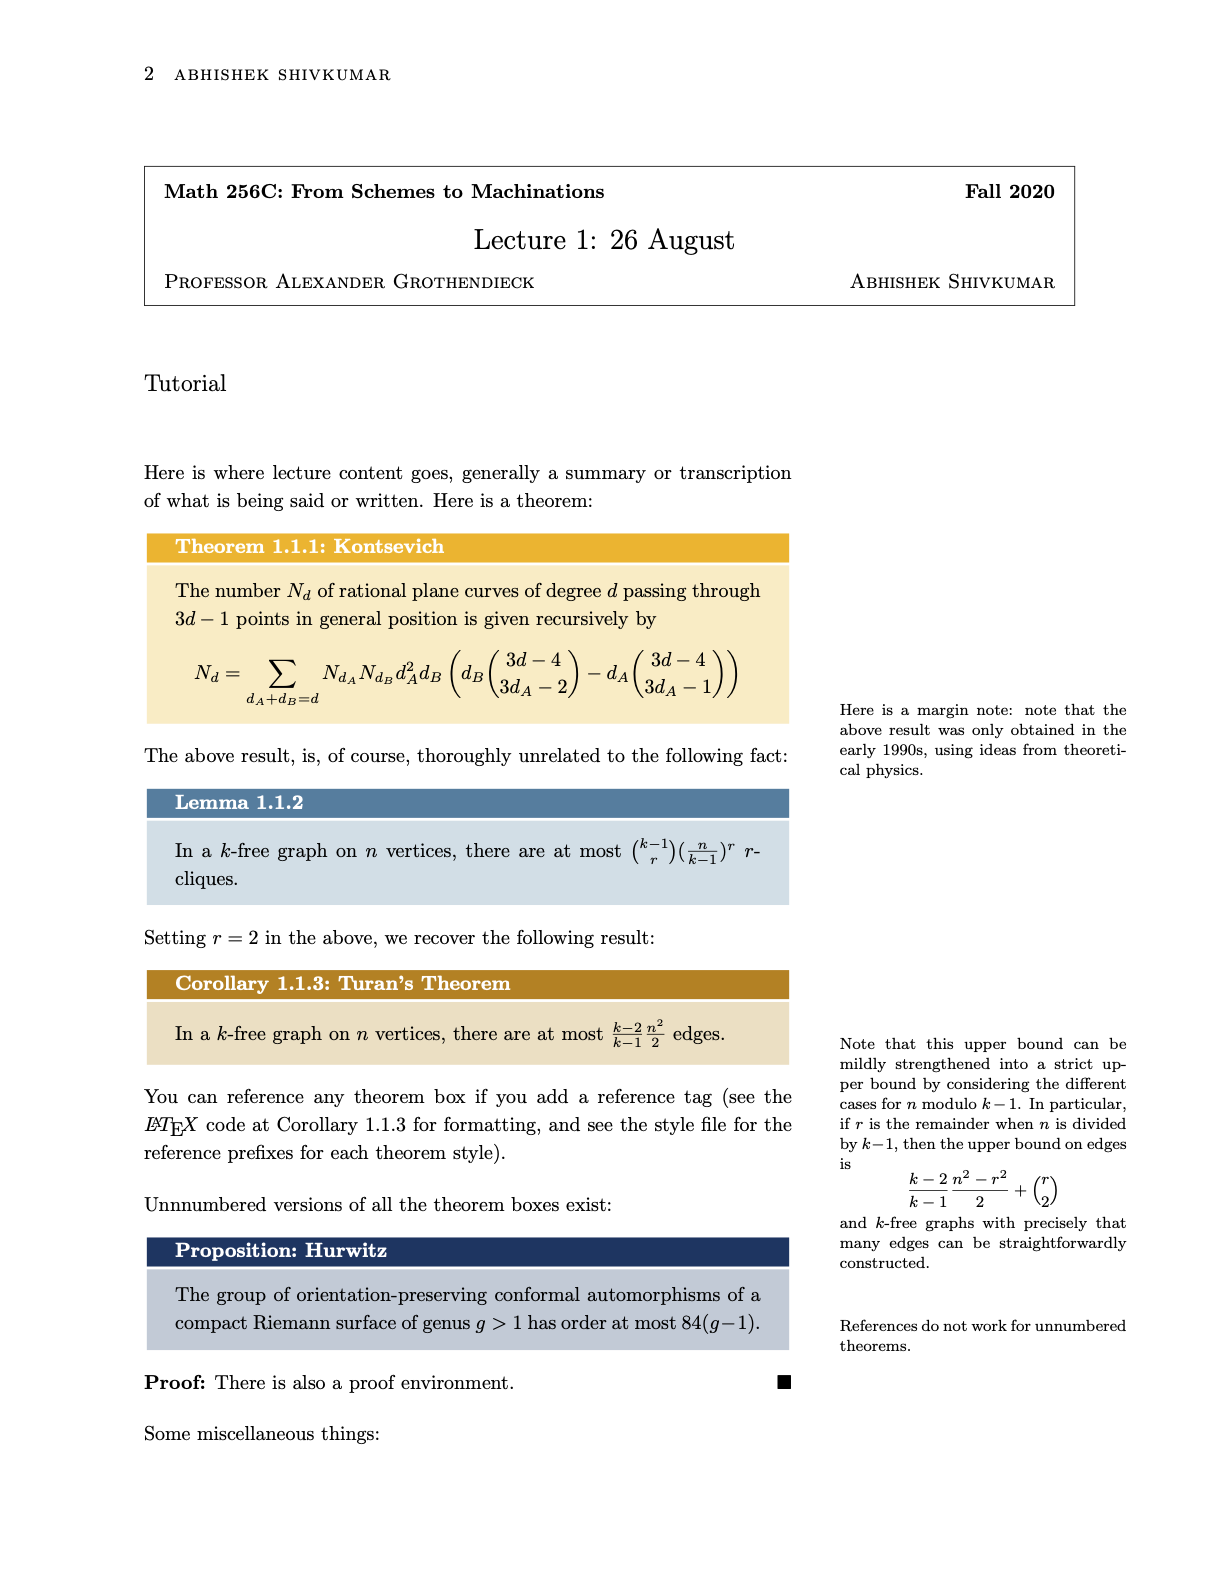 2 ABHISHEK SHIVKUMAR
Math 256C: From Schemes to Machinations Fall 2020
Lecture 1: 26 August
PROFESSOR ALEXANDER GROTHENDIECK ABHISHEK SHIVKUMAR
Tutorial
Here is where lecture content goes, generally a summary or transcription
of what is being said or written. Here is a theorem:
Theorem 1.1.1: Kontsevich
The number $N_d$ of rational plane curves of degree $d$ passing through
$3d - 1$ points in general position is given recursively by
$N_d = \sum_{d_A+d_B=d} N_{d_A} N_{d_B} d_A^2 d_B \left( d_B \binom{3d-4}{3d_A-2} - d_A \binom{3d-4}{3d_A-1} \right)$
The above result, is, of course, thoroughly unrelated to the following fact:
Lemma 1.1.2
In a $k$-free graph on $n$ vertices, there are at most $\binom{k-1}{r} (\frac{n}{k-1})^r$ $r$-
cliques.
Setting $r = 2$ in the above, we recover the following result:
Corollary 1.1.3: Turan's Theorem
In a $k$-free graph on $n$ vertices, there are at most $\frac{k-2}{k-1} \frac{n^2}{2}$ edges.
You can reference any theorem box if you add a reference tag (see the
LATEX code at Corollary 1.1.3 for formatting, and see the style file for the
reference prefixes for each theorem style).
Unnnumbered versions of all the theorem boxes exist:
Proposition: Hurwitz
The group of orientation-preserving conformal automorphisms of a
compact Riemann surface of genus $g > 1$ has order at most $84(g-1)$.
Proof: There is also a proof environment. ■
Some miscellaneous things:
Here is a margin note: note that the
above result was only obtained in the
early 1990s, using ideas from theoreti-
cal physics.
Note that this upper bound can be
mildly strengthened into a strict up-
per bound by considering the different
cases for $n$ modulo $k-1$. In particular,
if $r$ is the remainder when $n$ is divided
by $k-1$, then the upper bound on edges
is
$\frac{k-2}{k-1} \frac{n^2-r^2}{2} + \binom{r}{2}$
and $k$-free graphs with precisely that
many edges can be straightforwardly
constructed.
References do not work for unnumbered
theorems.